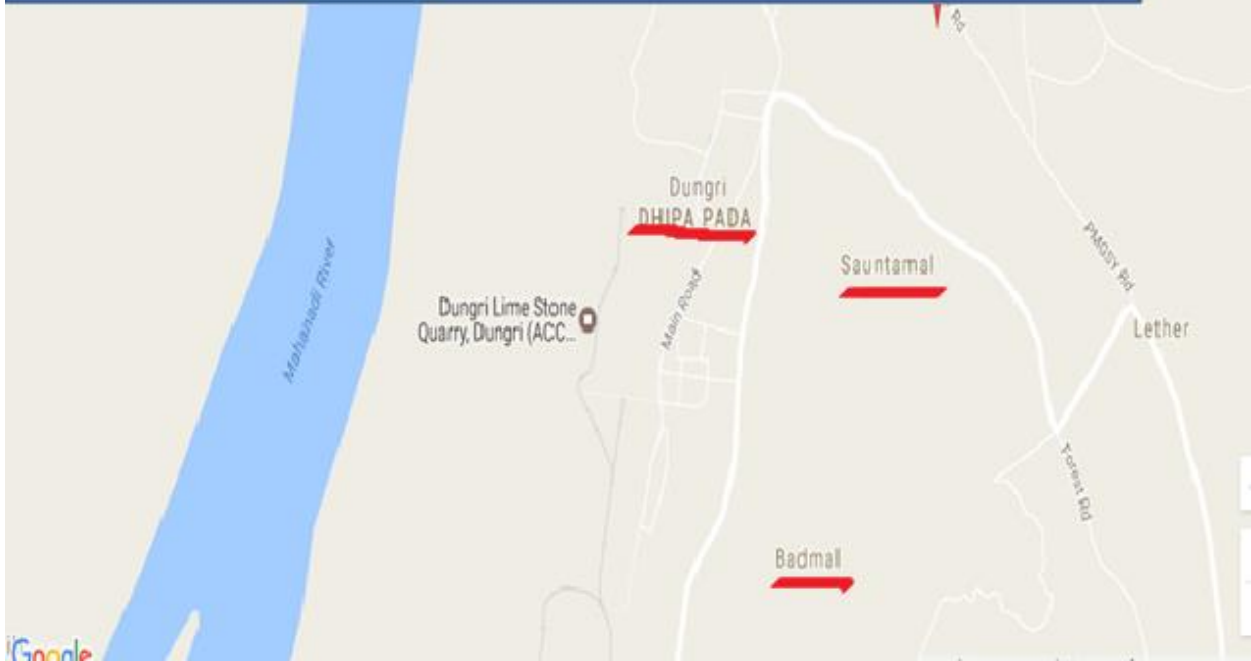 Rd
Dungri
DHIPA PADA
Mahanadi River
Main Road
Dungri Lime Stone
Quarry, Dungri (ACC...
Sauntamal
PMGSY Rd
Lether
Forest Rd
Badmall
Google